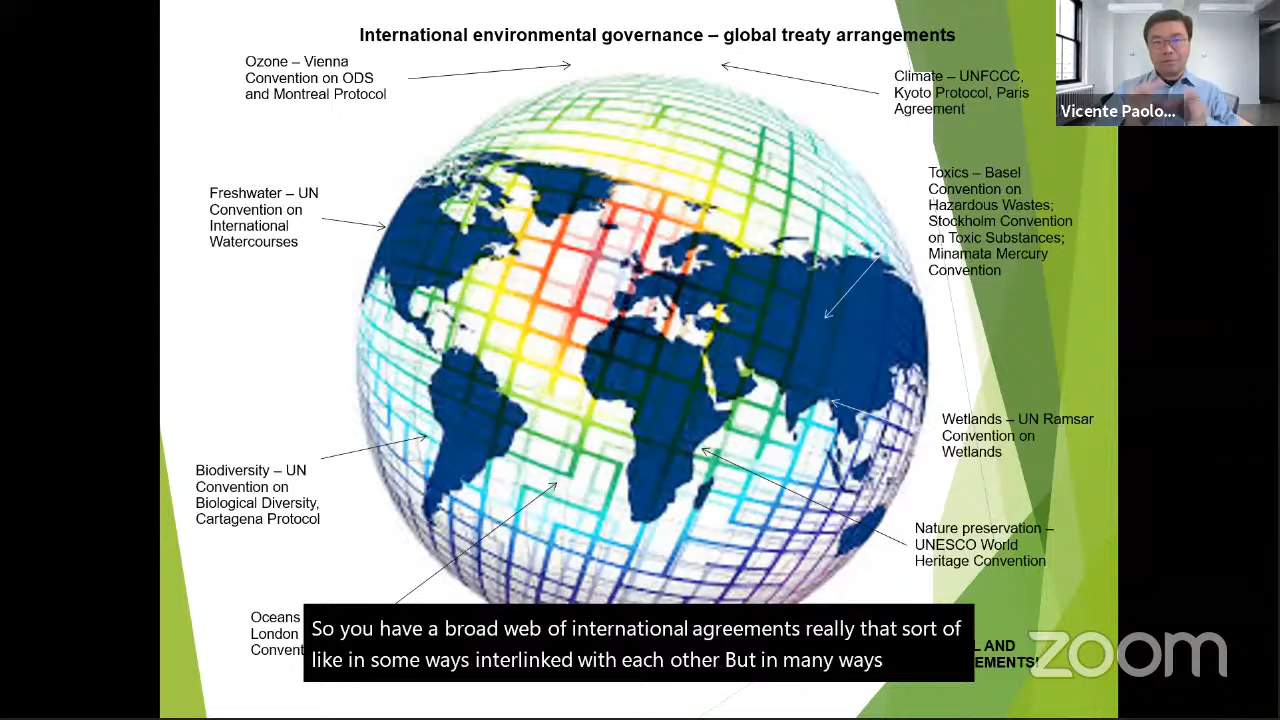 International environmental governance – global treaty arrangements
Ozone – Vienna
Convention on ODS
and Montreal Protocol
Climate – UNFCCC,
Kyoto Protocol, Paris
Agreement
Vicente Paolo...
Freshwater – UN
Convention on
International
Watercourses
Toxics – Basel
Convention on
Hazardous Wastes;
Stockholm Convention
on Toxic Substances;
Minamata Mercury
Convention
Wetlands – UN Ramsar
Convention on
Wetlands
Biodiversity – UN
Convention on
Biological Diversity,
Cartagena Protocol
Nature preservation –
UNESCO World
Heritage Convention
Oceans
London
So you have a broad web of international agreements really that sort of
like in some ways interlinked with each other But in many ways
AND
zoom